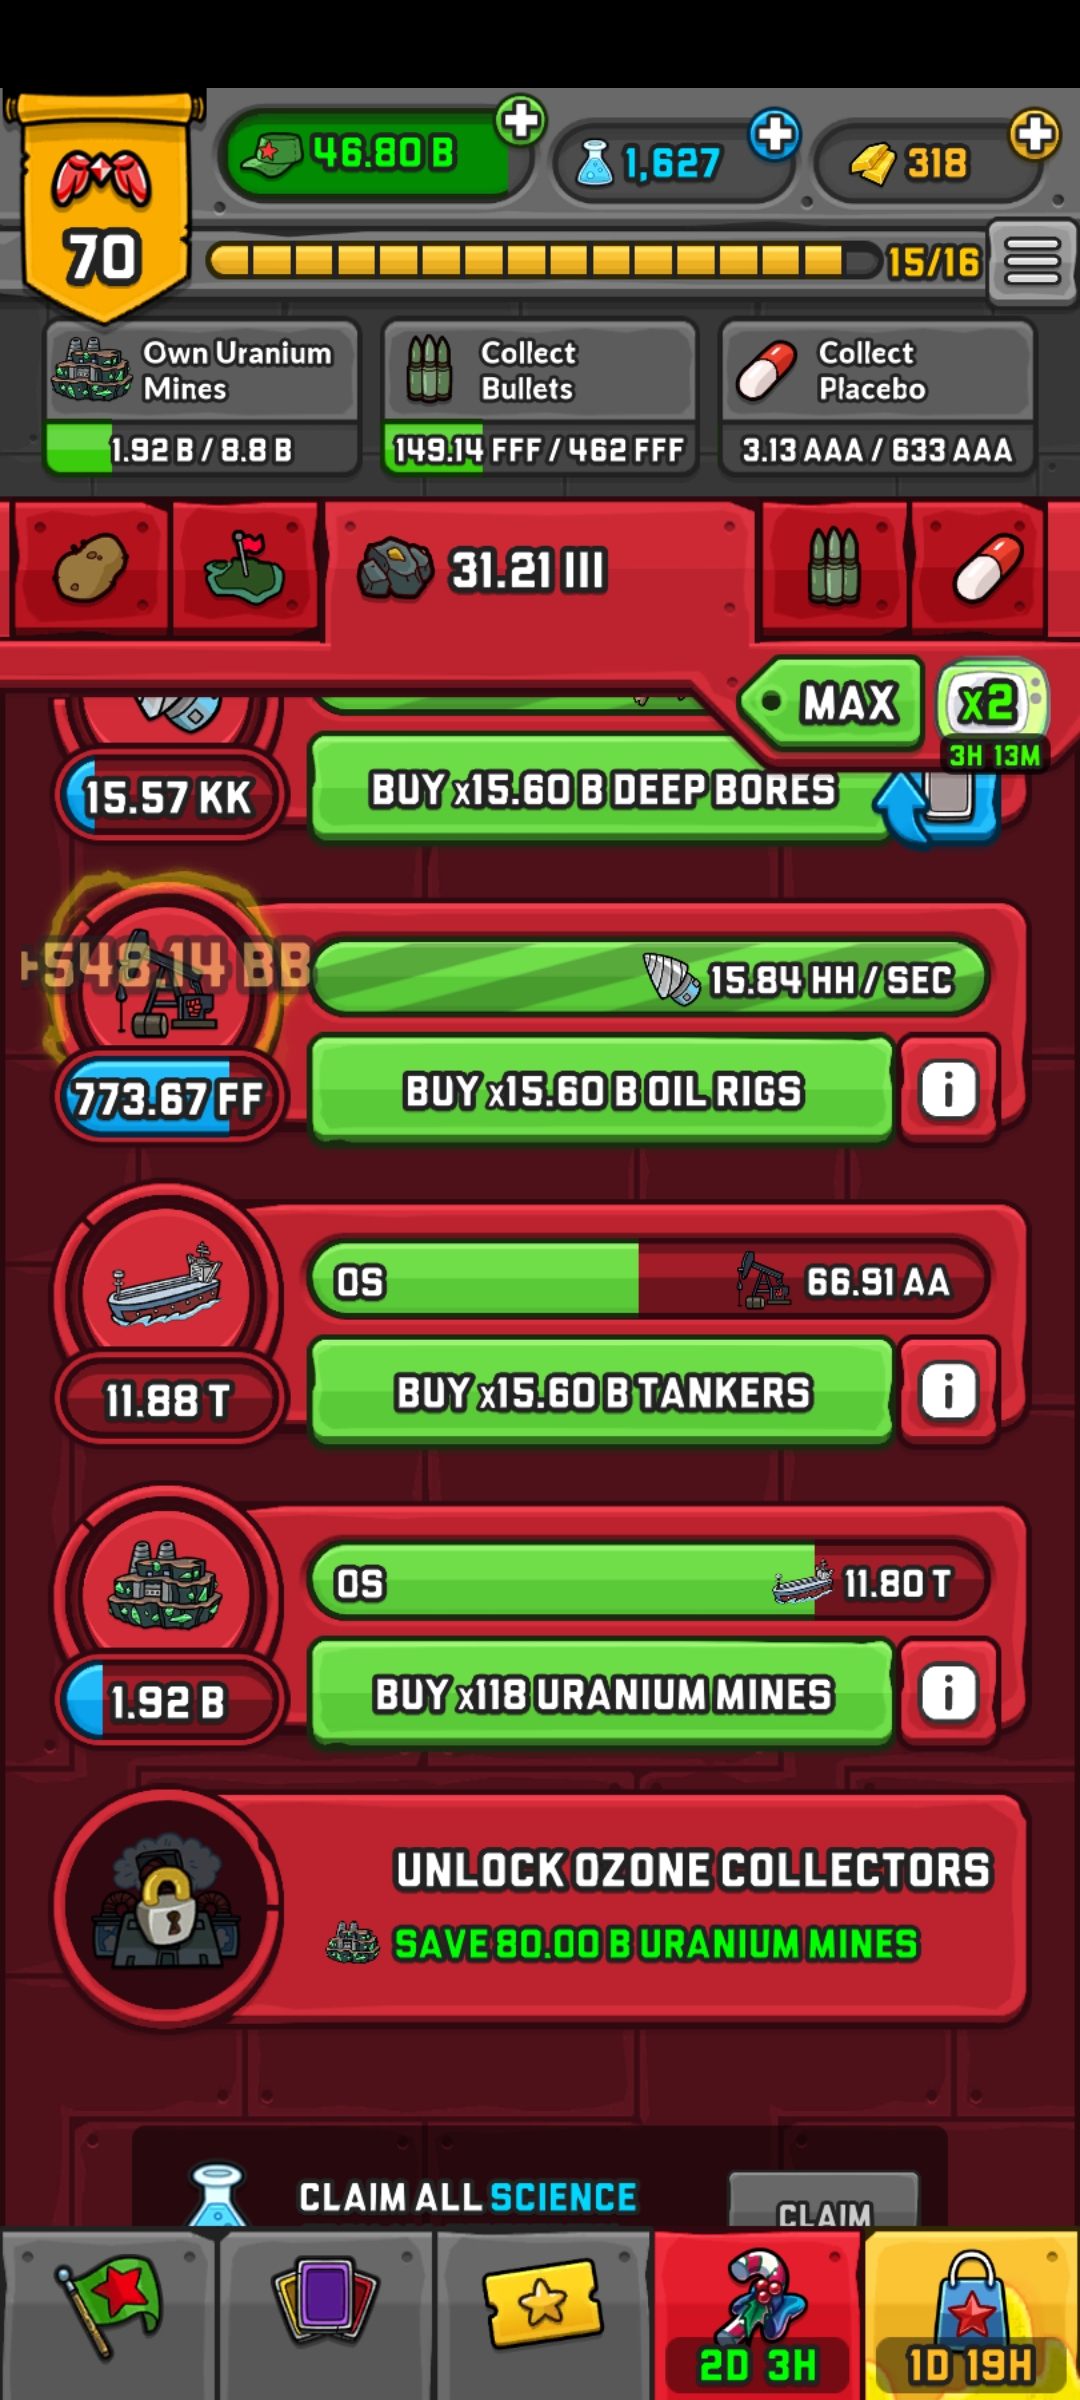 46.80 B
1,627
318
70
15/16
Own Uranium
Mines
1.92 B / 8.8 B
Collect
Bullets
149.14 FFF / 462 FFF
Collect
Placebo
3.13 AAA / 633 AAA
31.21 III
MAX
x2
3H 13M
15.57 KK
BUY x15.60 B DEEP BORES
+548.14 BB
15.84 HH / SEC
773.67 FF
BUY x15.60 B OIL RIGS
i
0S
66.91 AA
11.88 T
BUY x15.60 B TANKERS
i
0S
11.80 T
1.92 B
BUY x118 URANIUM MINES
i
UNLOCK OZONE COLLECTORS
SAVE 80.00 B URANIUM MINES
CLAIM ALL SCIENCE
CLAIM
2D 3H
1D 19H